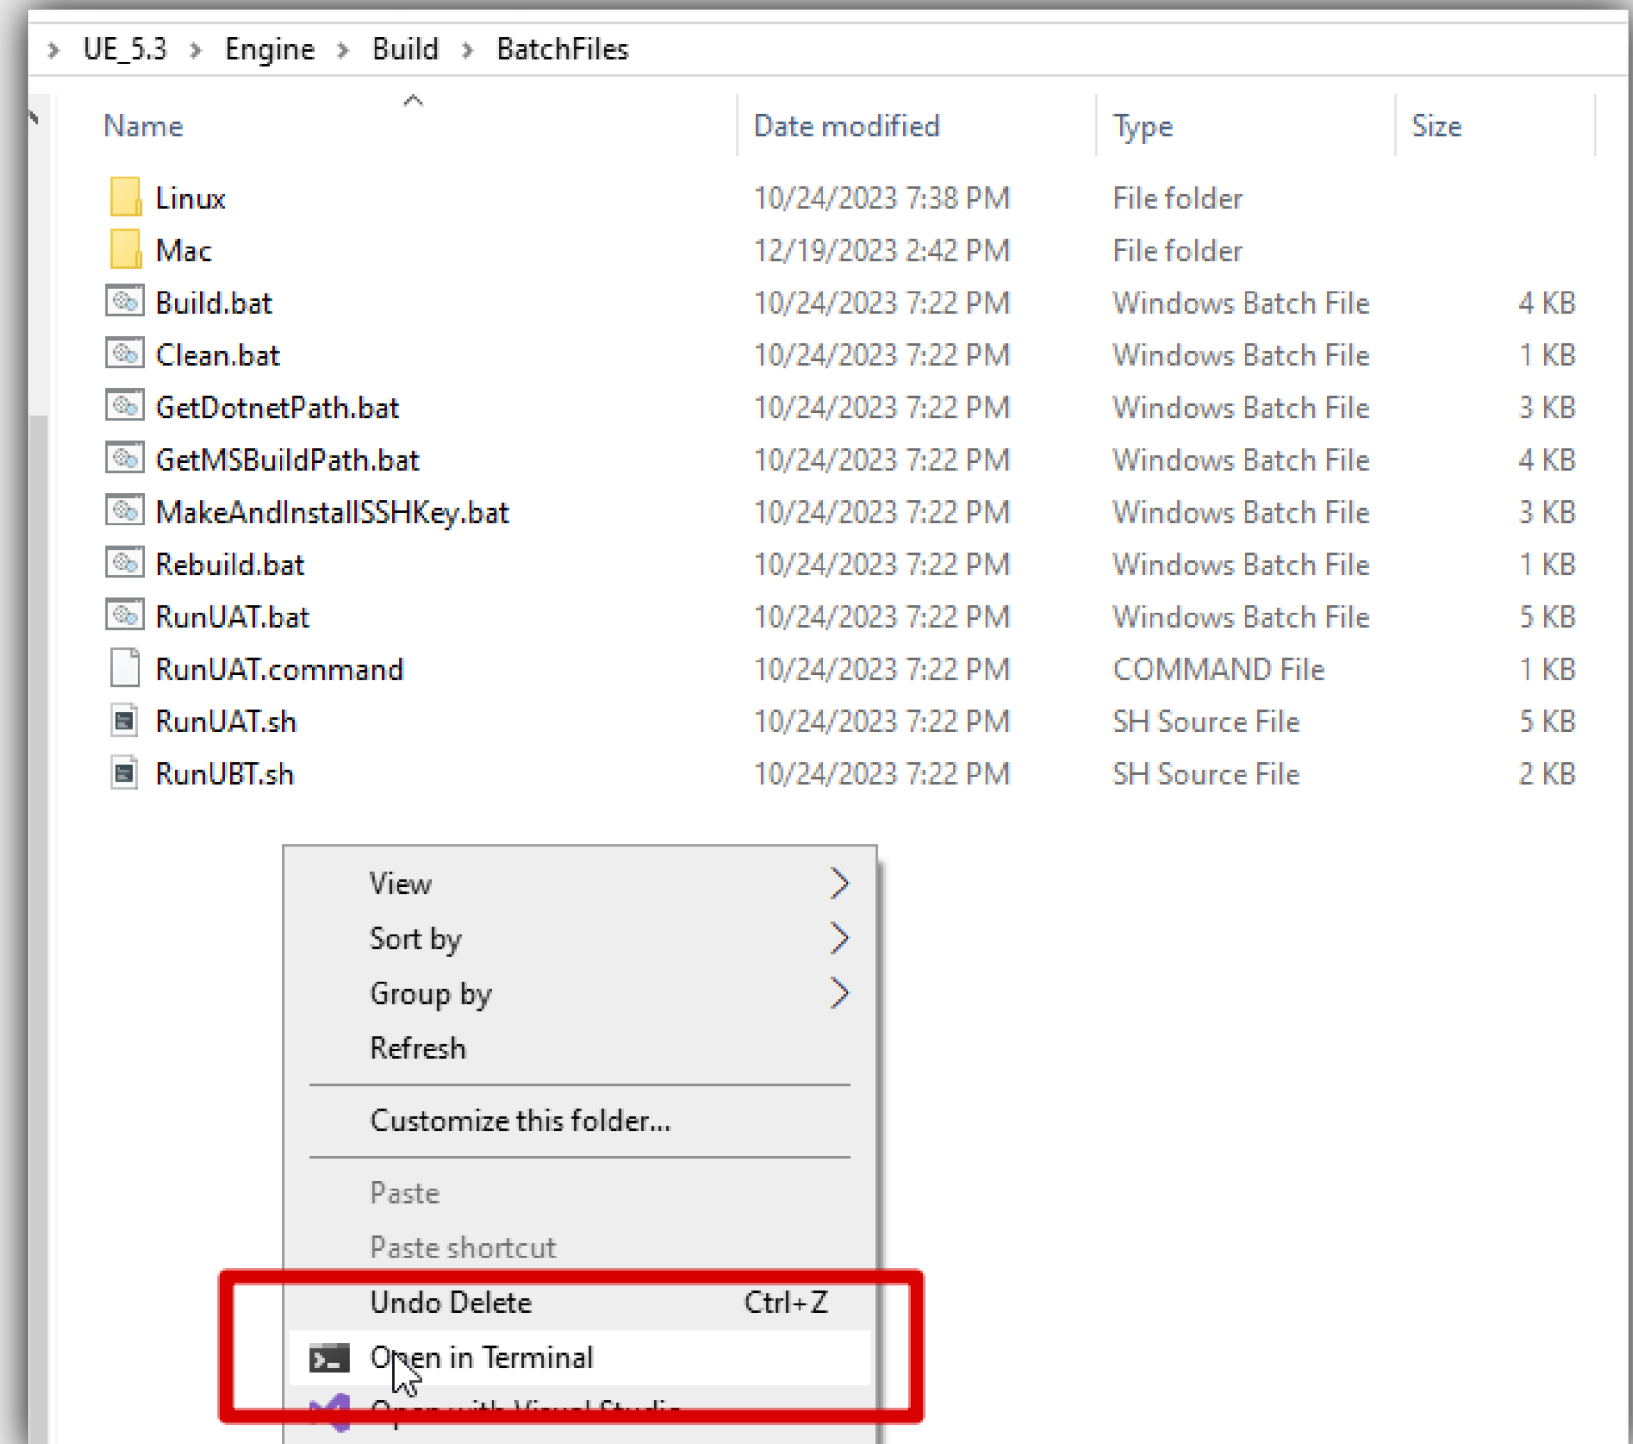 UE_5.3 > Engine > Build > BatchFiles
Name Date modified Type Size
Linux 10/24/2023 7:38 PM File folder
Mac 12/19/2023 2:42 PM File folder
Build.bat 10/24/2023 7:22 PM Windows Batch File 4 KB
Clean.bat 10/24/2023 7:22 PM Windows Batch File 1 KB
GetDotnetPath.bat 10/24/2023 7:22 PM Windows Batch File 3 KB
GetMSBuildPath.bat 10/24/2023 7:22 PM Windows Batch File 4 KB
MakeAndInstallSSHKey.bat 10/24/2023 7:22 PM Windows Batch File 3 KB
Rebuild.bat 10/24/2023 7:22 PM Windows Batch File 1 KB
RunUAT.bat 10/24/2023 7:22 PM Windows Batch File 5 KB
RunUAT.command 10/24/2023 7:22 PM COMMAND File 1 KB
RunUAT.sh 10/24/2023 7:22 PM SH Source File 5 KB
RunUBT.sh 10/24/2023 7:22 PM SH Source File 2 KB
View
Sort by
Group by
Refresh
Customize this folder...
Paste
Paste shortcut
Undo Delete Ctrl+Z
Open in Terminal
Open with Visual Studio